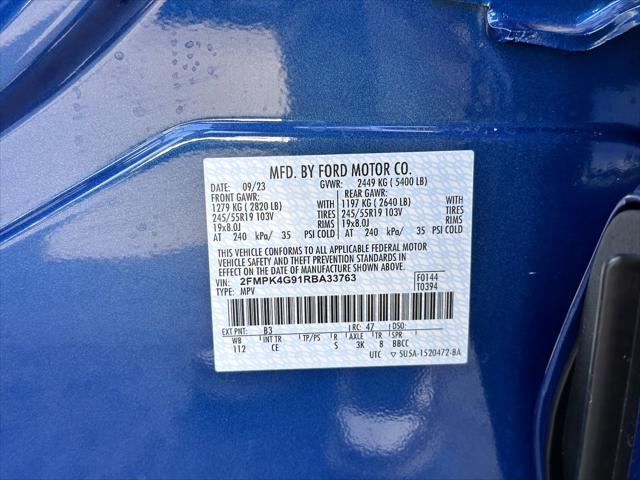 MFD. BY FORD MOTOR CO.
DATE: 09/23 GVWR: 2449 KG ( 5400 LB)
FRONT GAWR: REAR GAWR:
1279 KG ( 2820 LB) WITH 1197 KG ( 2640 LB) WITH
245/55R19 103V TIRES 245/55R19 103V TIRES
19x8.0J RIMS 19x8.0J RIMS
AT 240 kPa/ 35 PSI COLD AT 240 kPa/ 35 PSI COLD
THIS VEHICLE CONFORMS TO ALL APPLICABLE FEDERAL MOTOR
VEHICLE SAFETY AND THEFT PREVENTION STANDARDS IN
EFFECT ON THE DATE OF MANUFACTURE SHOWN ABOVE.
VIN: 2FMPK4G91RBA33763 F0144
TYPE: MPV T0394
EXT PNT: B3 RC: 47 DSO:
WB INT TR TP/PS R AXLE TR SPR
112 CE S 3K 8 BBCC
UTC ▽ 5U5A-1520472-BA